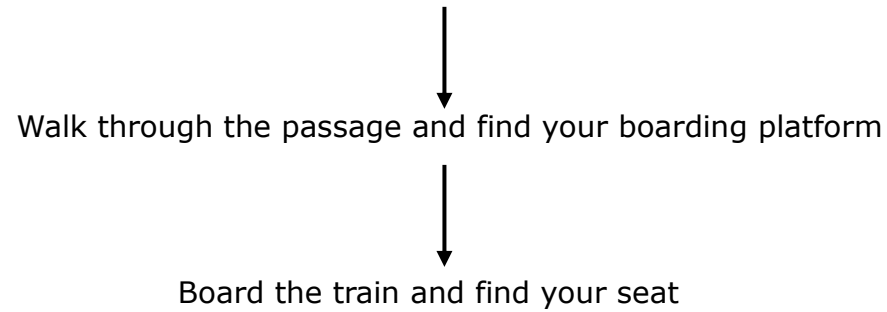 Walk through the passage and find your boarding platform
Board the train and find your seat